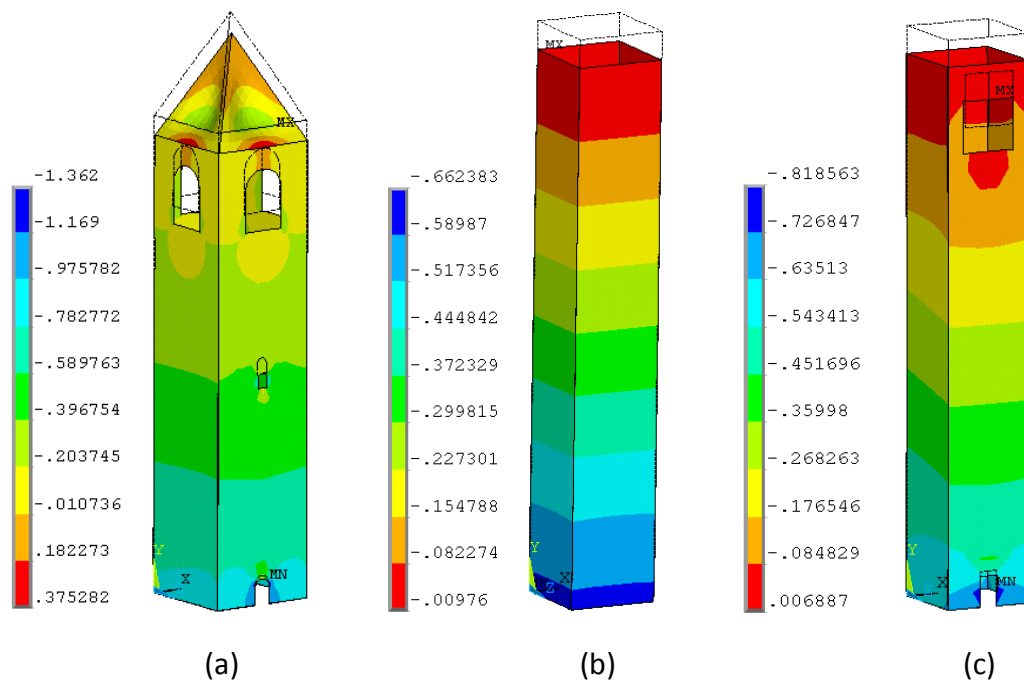 MX
-1.362
-1.169
-.975782
-.782772
-.589763
-.396754
-.203745
-.010736
.182273
.375282
Y
X
MN
(a)
MX
-.662383
-.58987
-.517356
-.444842
-.372329
-.299815
-.227301
-.154788
-.082274
-.00976
Y
Z
X
(b)
MX
-.818563
-.726847
-.63513
-.543413
-.451696
-.35998
-.268263
-.176546
-.084829
.006887
Y
X
MN
(c)